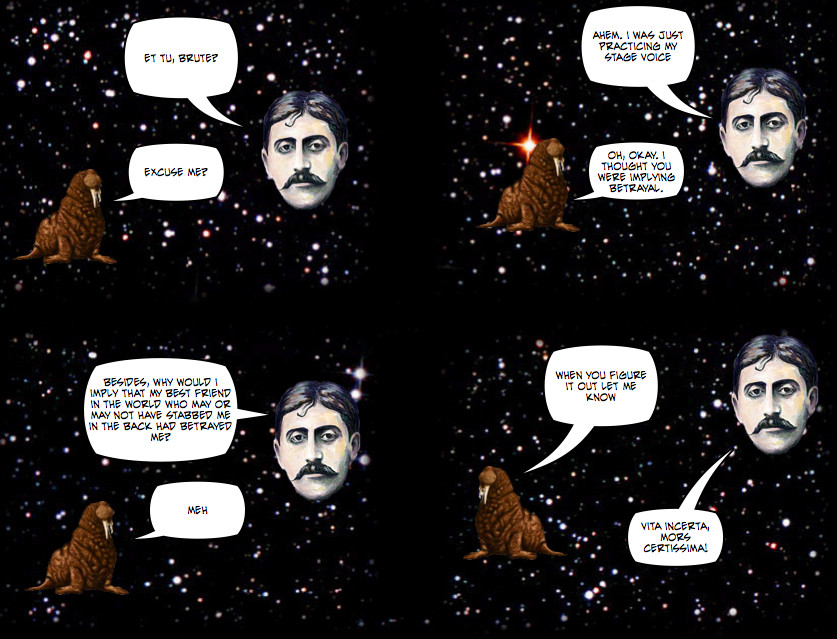 ET TU, BRUTE?
EXCUSE ME?
AHEM. I WAS JUST
PRACTICING MY
STAGE VOICE
OH, OKAY. I
THOUGHT YOU
WERE IMPLYING
BETRAYAL.
BESIDES, WHY WOULD I
IMPLY THAT MY BEST FRIEND
IN THE WORLD WHO MAY OR
MAY NOT HAVE STABBED ME
IN THE BACK HAD BETRAYED
ME?
MEH
WHEN YOU FIGURE
IT OUT LET ME
KNOW
VITA INCERTA,
MORS
CERTISSIMA!